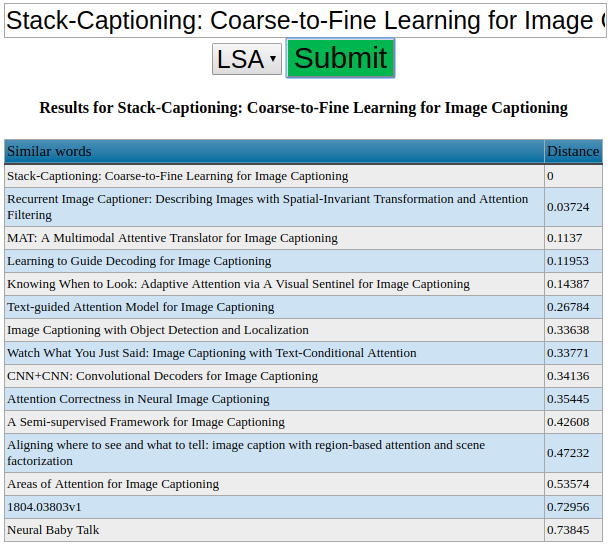 Stack-Captioning: Coarse-to-Fine Learning for Image
LSA Submit
Results for Stack-Captioning: Coarse-to-Fine Learning for Image Captioning
Similar words Distance
Stack-Captioning: Coarse-to-Fine Learning for Image Captioning 0
Recurrent Image Captioner: Describing Images with Spatial-Invariant Transformation and Attention
Filtering 0.03724
MAT: A Multimodal Attentive Translator for Image Captioning 0.1137
Learning to Guide Decoding for Image Captioning 0.11953
Knowing When to Look: Adaptive Attention via A Visual Sentinel for Image Captioning 0.14387
Text-guided Attention Model for Image Captioning 0.26784
Image Captioning with Object Detection and Localization 0.33638
Watch What You Just Said: Image Captioning with Text-Conditional Attention 0.33771
CNN+CNN: Convolutional Decoders for Image Captioning 0.34136
Attention Correctness in Neural Image Captioning 0.35445
A Semi-supervised Framework for Image Captioning 0.42608
Aligning where to see and what to tell: image caption with region-based attention and scene
factorization 0.47232
Areas of Attention for Image Captioning 0.53574
1804.03803v1 0.72956
Neural Baby Talk 0.73845